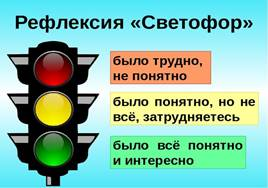 Рефлексия «Светофор»
было трудно,
не понятно
было понятно, но не
всё, затрудняетесь
было всё понятно
и интересно